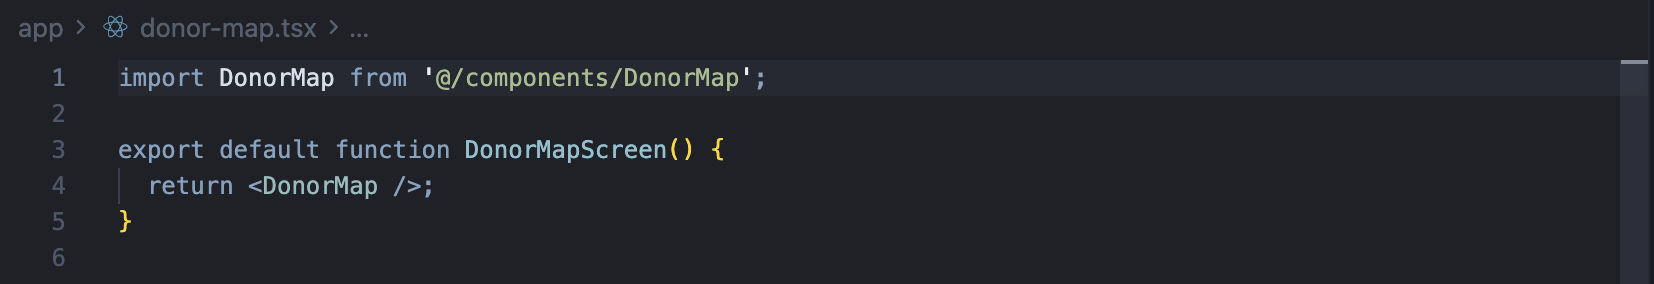 app > donor-map.tsx > ...
1 import DonorMap from '@/components/DonorMap';
2
3 export default function DonorMapScreen() {
4   return <DonorMap />;
5 }
6